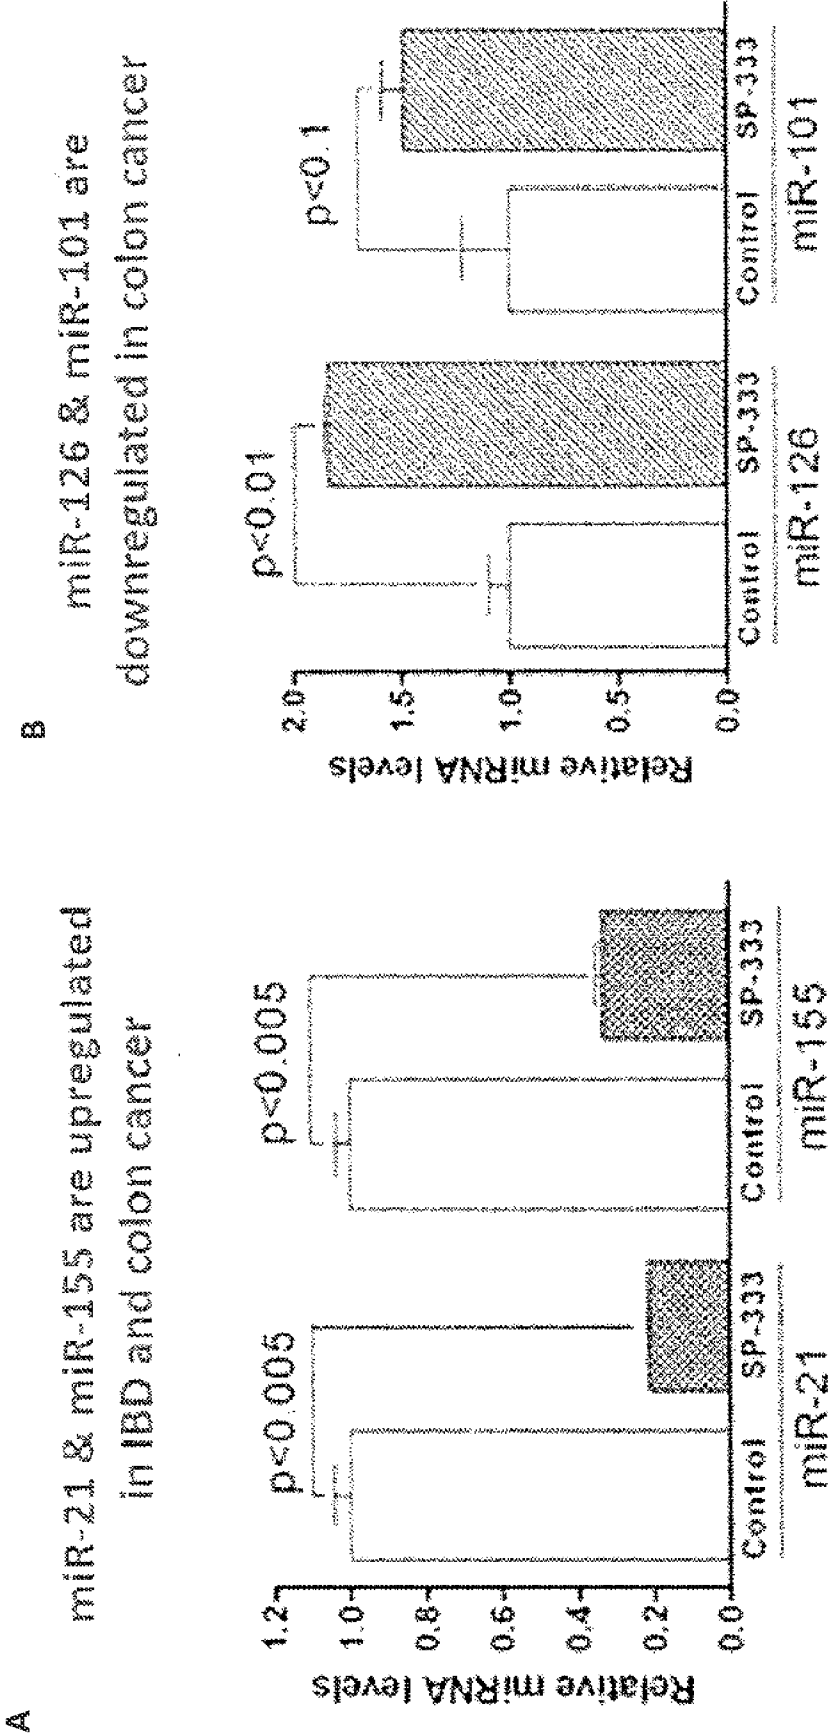 A
miR-21 & miR-155 are upregulated
in IBD and colon cancer
Relative miRNA levels
1.2
1.0
0.8
0.6
0.4
0.2
0.0
p<0.005
p<0.005
Control
SP-333
Control
SP-333
miR-21
miR-155
B
miR-126 & miR-101 are
downregulated in colon cancer
Relative miRNA levels
2.0
1.5
1.0
0.5
0.0
p<0.01
p<0.1
Control
SP-333
Control
SP-333
miR-126
miR-101